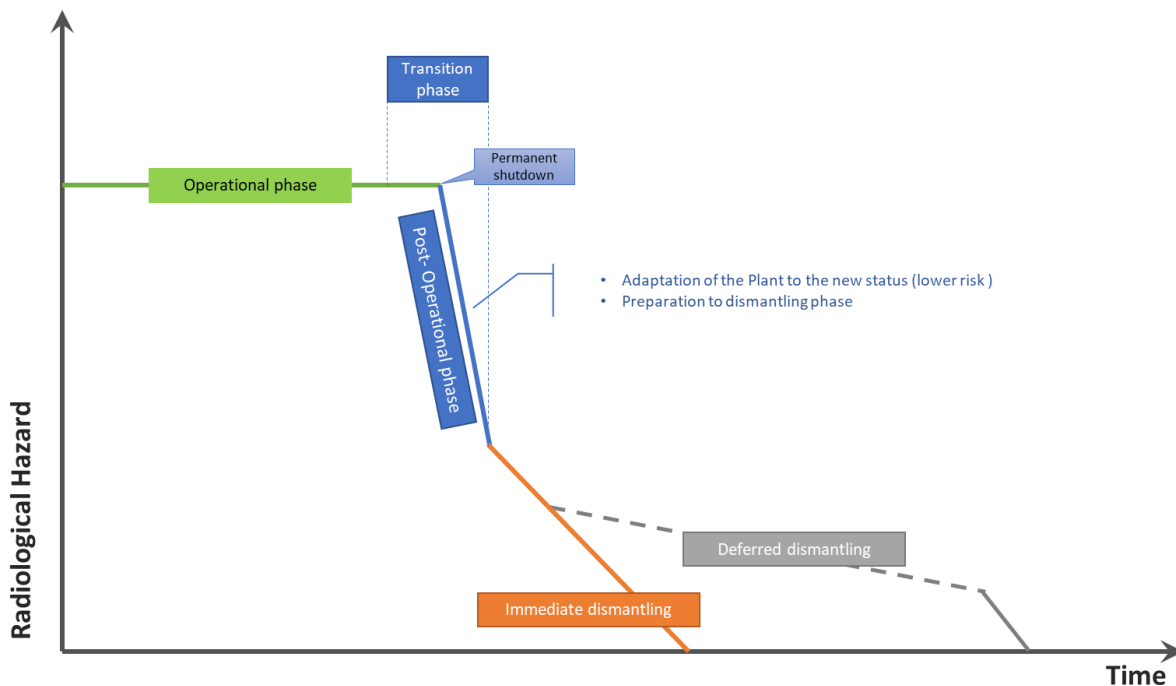 Transition
phase
Permanent
shutdown
Operational phase
Post- Operational phase
• Adaptation of the Plant to the new status (lower risk )
• Preparation to dismantling phase
Radiological Hazard
Deferred dismantling
Immediate dismantling
Time